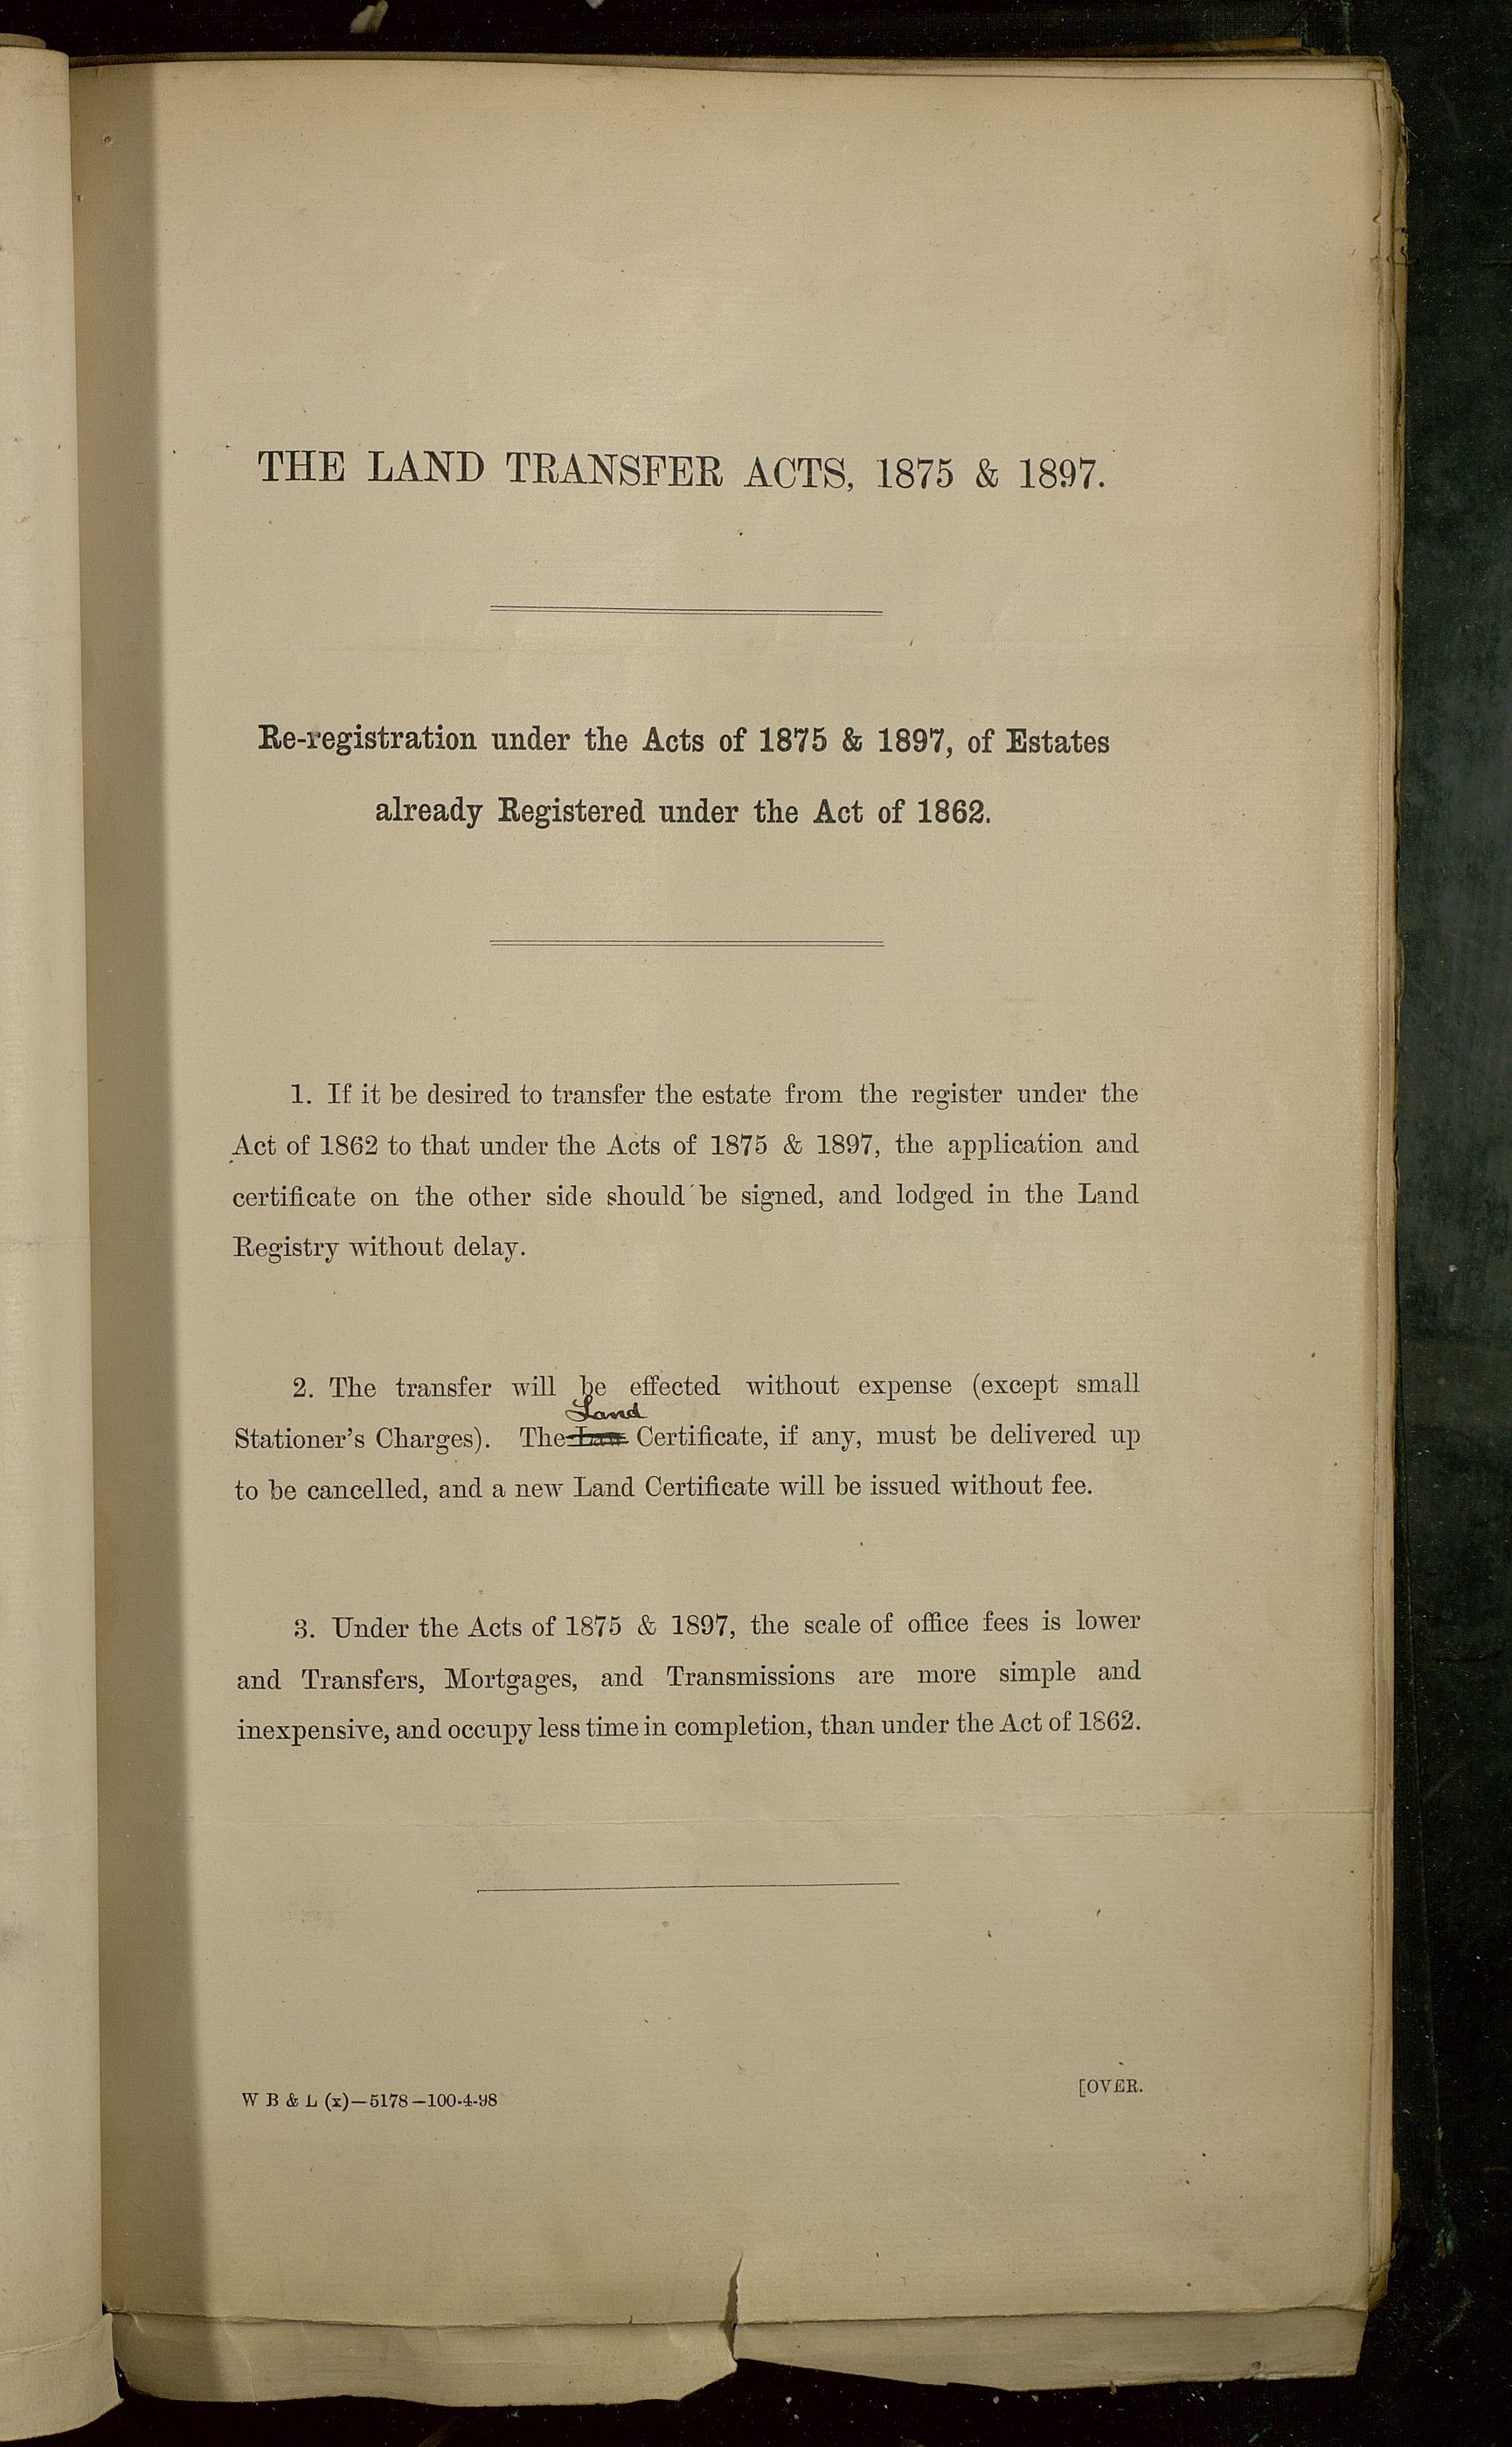 THE LAND TRANSFER ACTS, 1875 & 1897.
Re-registration under the Acts of 1875 & 1897, of Estates
already Registered under the Act of 1862.
1. If it be desired to transfer the estate from the register under the
Act of 1862 to that under the Acts of 1875 & 1897, the application and
certificate on the other side should be signed, and lodged in the Land
Registry without delay.
2. The transfer will be effected without expense (except small
Land
Stationer's Charges). The Law Certificate, if any, must be delivered up
to be cancelled, and a new Land Certificate will be issued without fee.
3. Under the Acts of 1875 & 1897, the scale of office fees is lower
and Transfers, Mortgages, and Transmissions are more simple and
inexpensive, and occupy less time in completion, than under the Act of 1862.
[OVER.
W B & L (x)—5178—100-4-98